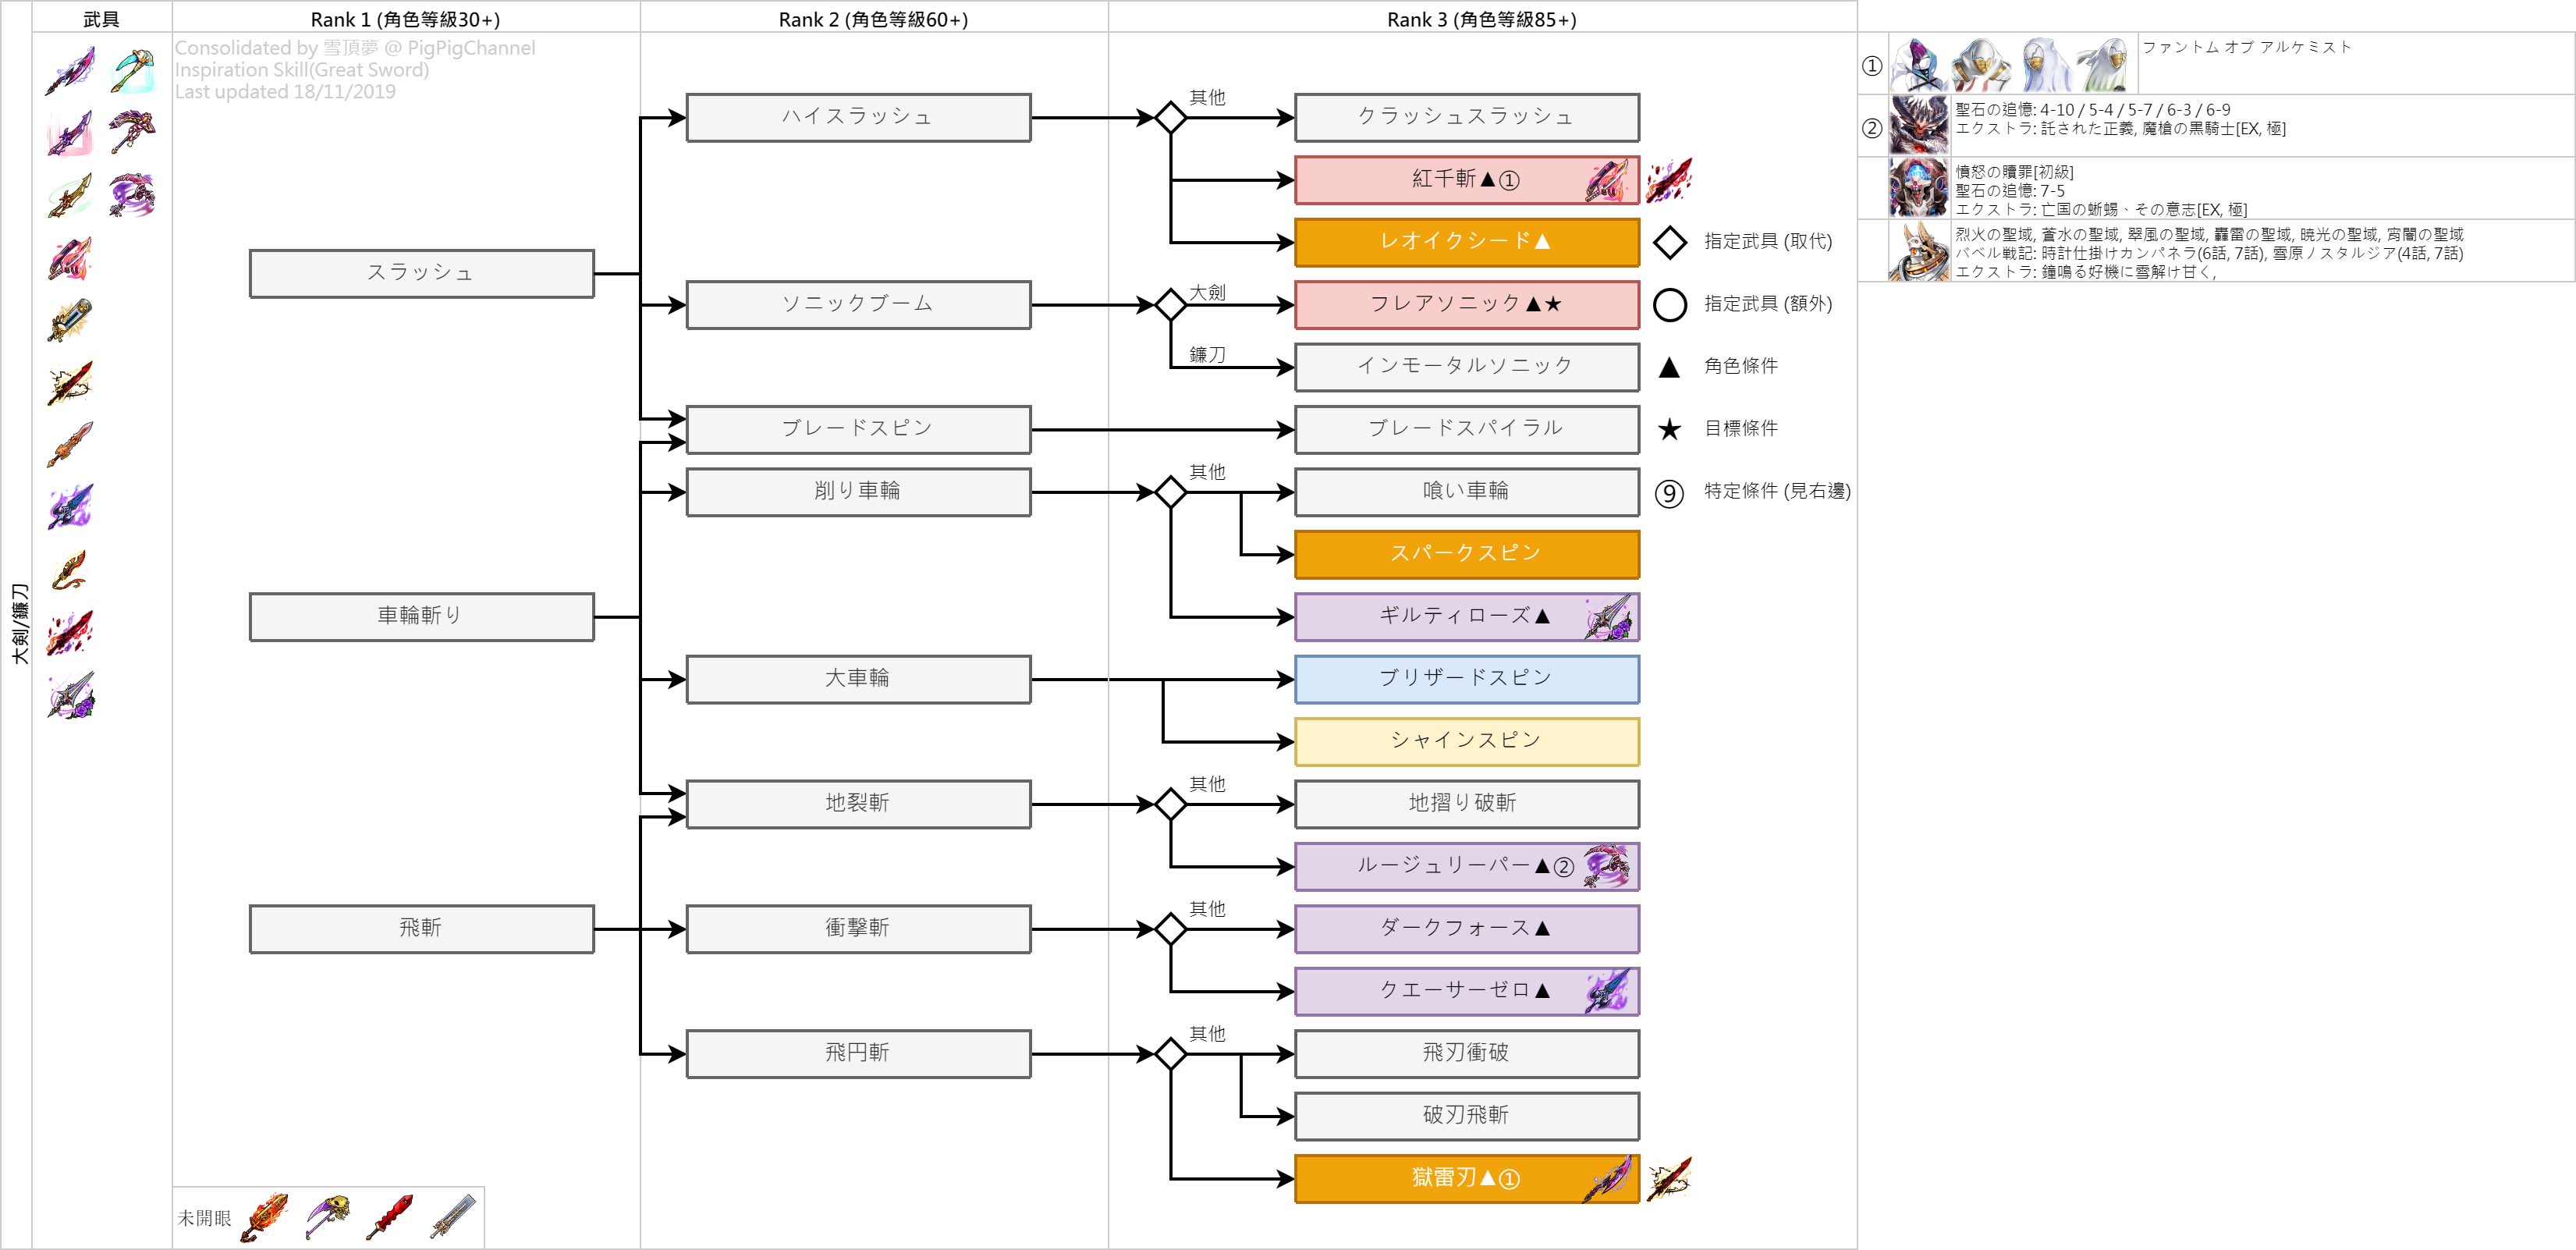 武具
Rank 1 (角色等級30+)
Rank 2 (角色等級60+)
Rank 3 (角色等級85+)
Consolidated by 雪頂夢 @ PigPigChannel
Inspiration Skill(Great Sword)
Last updated 18/11/2019
大剣/鐮刀
スラッシュ
車輪斬り
飛斬
未開眼
ハイスラッシュ
ソニックブーム
ブレードスピン
削り車輪
大車輪
地裂斬
衝撃斬
飛円斬
其他
クラッシュスラッシュ
紅千斬▲①
レオイクシード▲
大劍
フレアソニック▲★
鐮刀
インモータルソニック
ブレードスパイラル
其他
喰い車輪
スパークスピン
ギルティローズ▲
ブリザードスピン
シャインスピン
其他
地摺り破斬
ルージュリーパー▲②
其他
ダークフォース▲
クエーサーゼロ▲
其他
飛刃衝破
破刃飛斬
獄雷刃▲①
指定武具 (取代)
指定武具 (額外)
▲ 角色條件
★ 目標條件
⑨ 特定條件 (見右邊)
①
ファントム オブ アルケミスト
②
聖石の追憶: 4-10 / 5-4 / 5-7 / 6-3 / 6-9
エクストラ: 託された正義, 魔槍の黒騎士[EX, 極]
憤怒の贖罪[初級]
聖石の追憶: 7-5
エクストラ: 亡国の蜥蜴、その意志[EX, 極]
烈火の聖域, 蒼水の聖域, 翠風の聖域, 轟雷の聖域, 暁光の聖域, 宵闇の聖域
バベル戦記: 時計仕掛けカンパネラ(6話, 7話), 雪原ノスタルジア(4話, 7話)
エクストラ: 鐘鳴る好機に雪解け甘く,